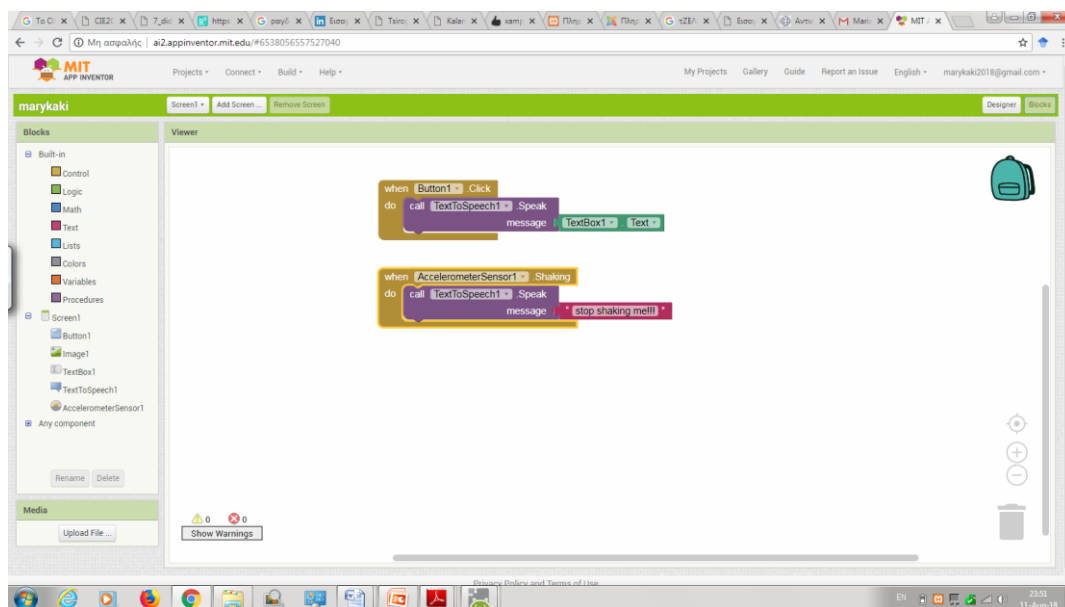 Μη ασφαλής ai2.appinventor.mit.edu/#6538056557527040
MIT
APP INVENTOR
Projects Connect Build Help My Projects Gallery Guide Report an Issue English marykaki2018@gmail.com
marykaki Screen1 Add Screen ... Remove Screen Designer Blocks
Blocks Viewer
Built-in
Control
Logic
Math
Text
Lists
Colors
Variables
Procedures
Screen1
Button1
Image1
TextBox1
TextToSpeech1
AccelerometerSensor1
Any component
Rename Delete
Media
Upload File ...
when Button1 .Click
do call TextToSpeech1 .Speak
message TextBox1 . Text
when AccelerometerSensor1 .Shaking
do call TextToSpeech1 .Speak
message " stop shaking me!!! "
0 0
Show Warnings
Privacy Policy and Terms of Use
EN 23:51
11-Αυγ-18